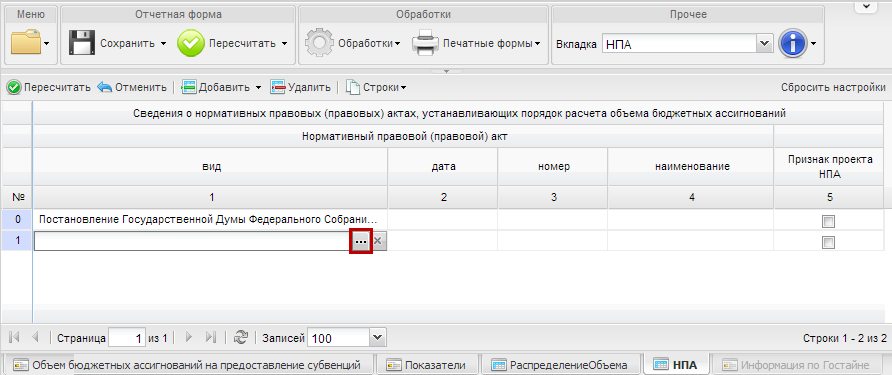 Меню
Отчетная форма
Обработки
Прочее
Сохранить
Пересчитать
Обработки
Печатные формы
Вкладка
НПА
Пересчитать
Отменить
Добавить
Удалить
Строки
Сбросить настройки
Сведения о нормативных правовых (правовых) актах, устанавливающих порядок расчета объема бюджетных ассигнований
Нормативный правовой (правовой) акт
вид
дата
номер
наименование
Признак проекта
НПА
№
1
2
3
4
5
0
Постановление Государственной Думы Федерального Собрани...
1
...
Страница
1
из 1
Записей
100
Строки 1 - 2 из 2
Объем бюджетных ассигнований на предоставление субвенций
Показатели
РаспределениеОбъема
НПА
Информация по Гостайне